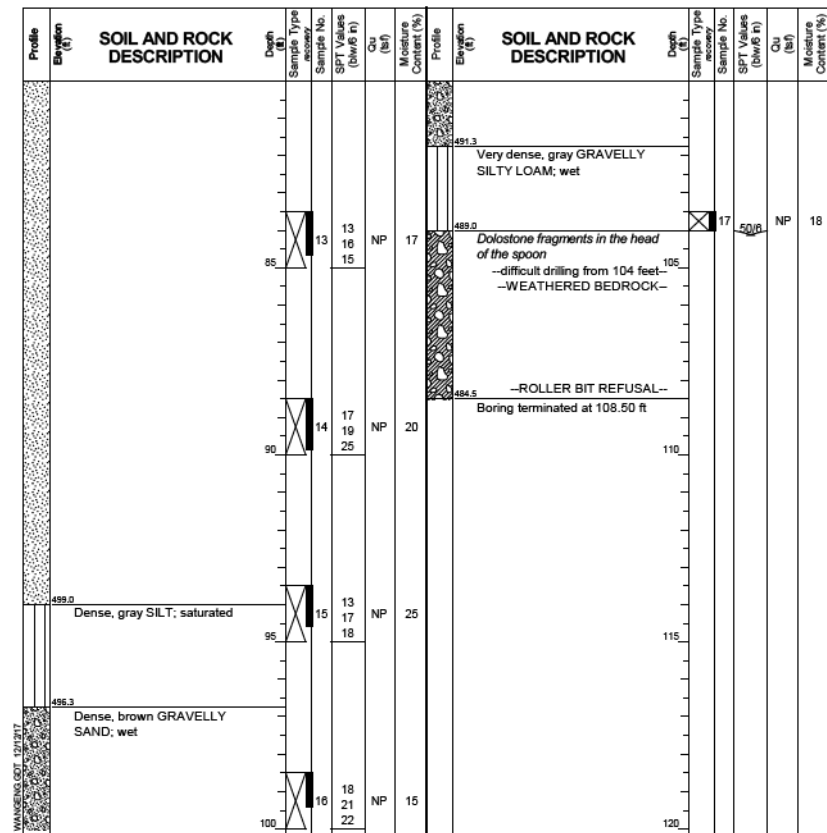 Profile
Elevation
(ft)
SOIL AND ROCK
DESCRIPTION
Depth
(ft)
Sample Type
recovery
Sample No.
SPT Values
(blw/6 in)
Qu
(tsf)
Moisture
Content (%)
13
13
16
15
NP
17
85
14
17
19
25
NP
20
90
499.0
Dense, gray SILT; saturated
15
13
17
18
NP
25
95
496.3
Dense, brown GRAVELLY
SAND; wet
16
18
21
22
NP
15
100
WANGENG.GDT 12/12/17
Profile
Elevation
(ft)
SOIL AND ROCK
DESCRIPTION
Depth
(ft)
Sample Type
recovery
Sample No.
SPT Values
(blw/6 in)
Qu
(tsf)
Moisture
Content (%)
491.3
Very dense, gray GRAVELLY
SILTY LOAM; wet
17
50/6
NP
18
489.0
Dolostone fragments in the head
of the spoon
105
--difficult drilling from 104 feet--
--WEATHERED BEDROCK--
--ROLLER BIT REFUSAL--
484.5
Boring terminated at 108.50 ft
110
115
120